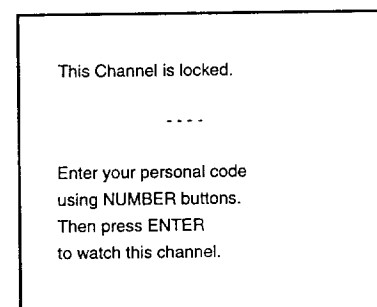 This Channel is locked.
- - - -
Enter your personal code
using NUMBER buttons.
Then press ENTER
to watch this channel.